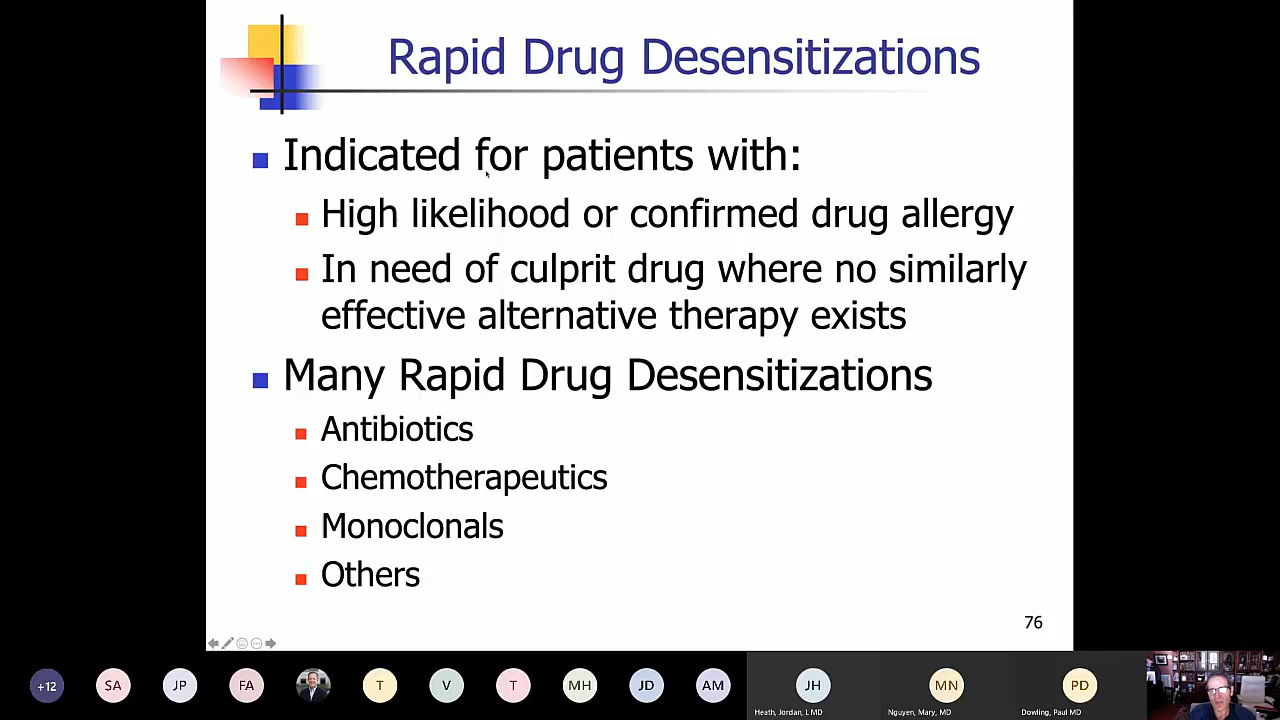 Rapid Drug Desensitizations
Indicated for patients with:
High likelihood or confirmed drug allergy
In need of culprit drug where no similarly
effective alternative therapy exists
Many Rapid Drug Desensitizations
Antibiotics
Chemotherapeutics
Monoclonals
Others
76
+12 SA JP FA T V T MH JD AM JH MN PD
Heath, Jordan, L MD Nguyen, Mary, MD Dowling, Paul MD